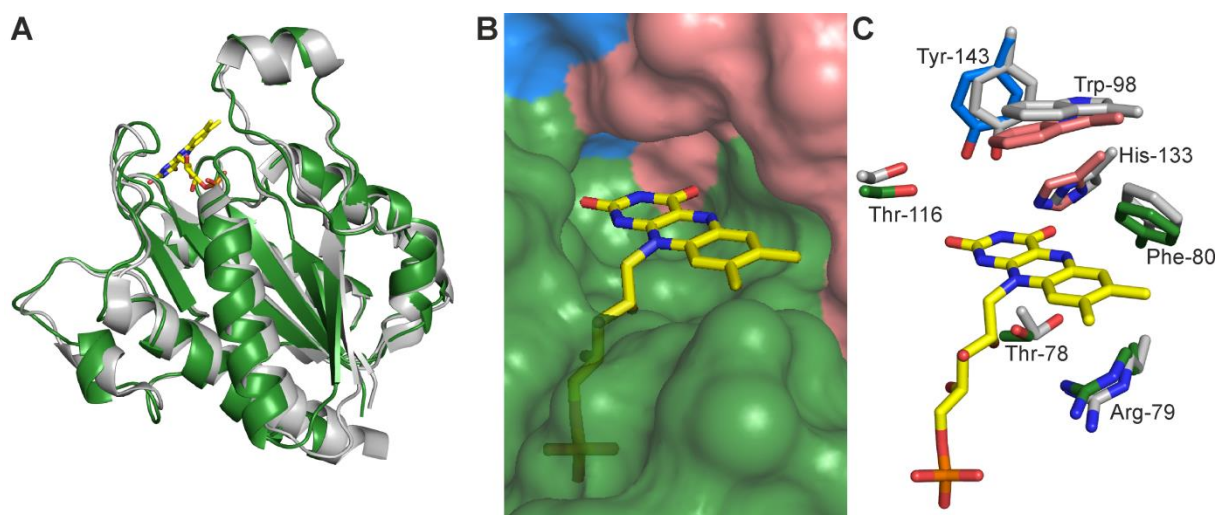 A
B
C
Tyr-143
Trp-98
His-133
Thr-116
Phe-80
Thr-78
Arg-79